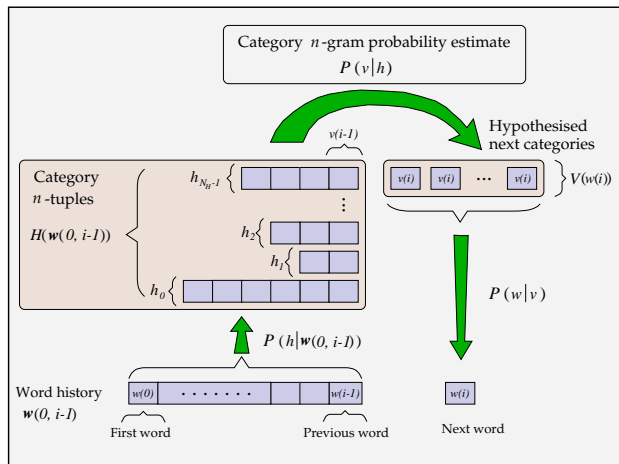 Category n-gram probability estimate
P (v|h)
v(i-1)
Hypothesised
next categories
Category
n-tuples
H(w(0, i-1))
h_{N_H-1}
v(i) v(i) ··· v(i)
V(w(i))
⋮
h_2
h_1
h_0
P (w|v)
P (h|w(0, i-1))
Word history
w(0, i-1)
w(0) · · · · · · · w(i-1)
w(i)
First word
Previous word
Next word